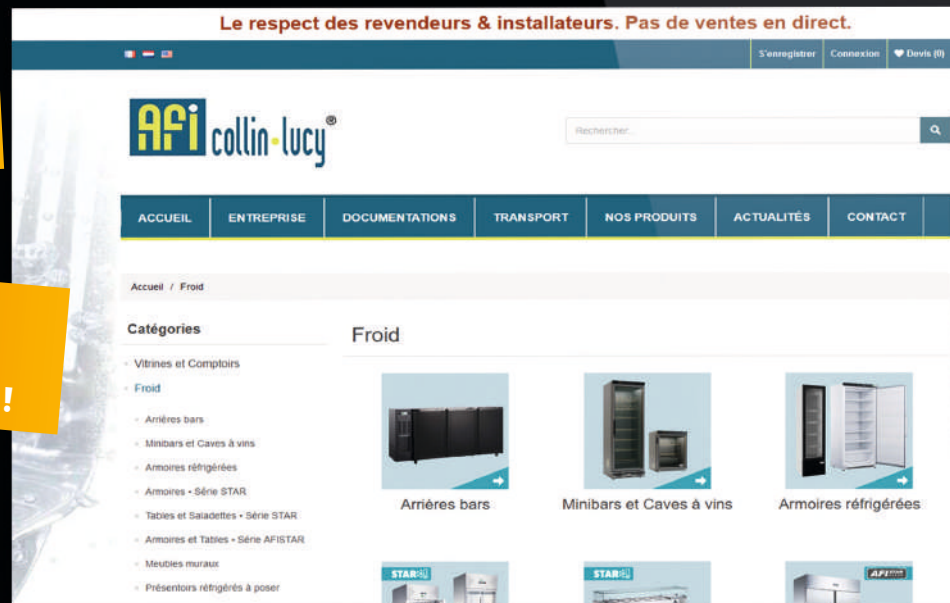 Le respect des revendeurs & installateurs. Pas de ventes en direct.
S'enregistrer Connexion Devis (0)
AFi collin-lucy®
Rechercher...
ACCUEIL ENTREPRISE DOCUMENTATIONS TRANSPORT NOS PRODUITS ACTUALITÉS CONTACT
Accueil / Froid
Catégories
Froid
Vitrines et Comptoirs
Froid
!
Arrières bars
Minibars et Caves à vins
Armoires réfrigérées
Armoires • Série STAR
Tables et Saladettes • Série STAR
Armoires et Tables • Série AFISTAR
Meubles muraux
Présentoirs réfrigérés à poser
Arrières bars
Minibars et Caves à vins
Armoires réfrigérées
STAR
STAR
AFISTAR